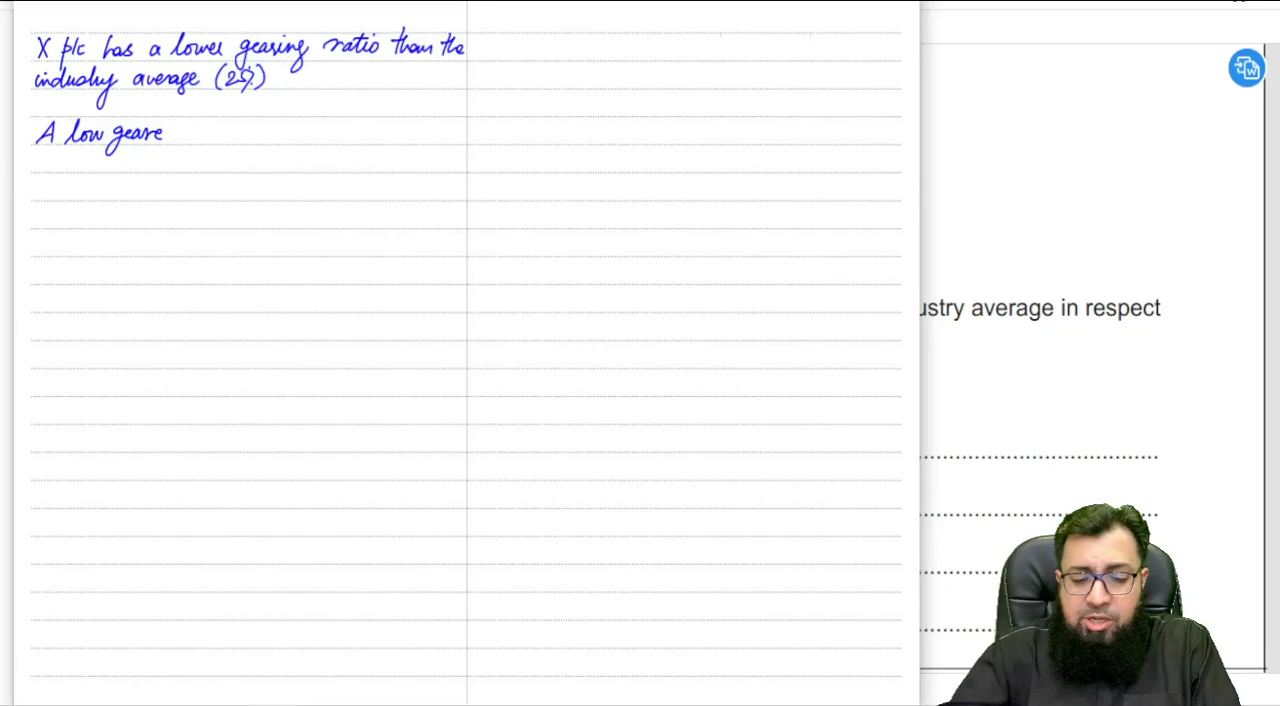 X plc has a lower gearing ratio than the
industry average (25%)
A low geare
ustry average in respect